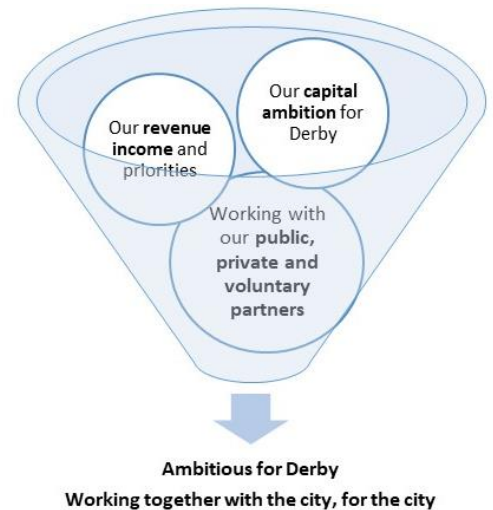 Our revenue
income and
priorities
Our capital
ambition for
Derby
Working with
our public,
private and
voluntary
partners
Ambitious for Derby
Working together with the city, for the city